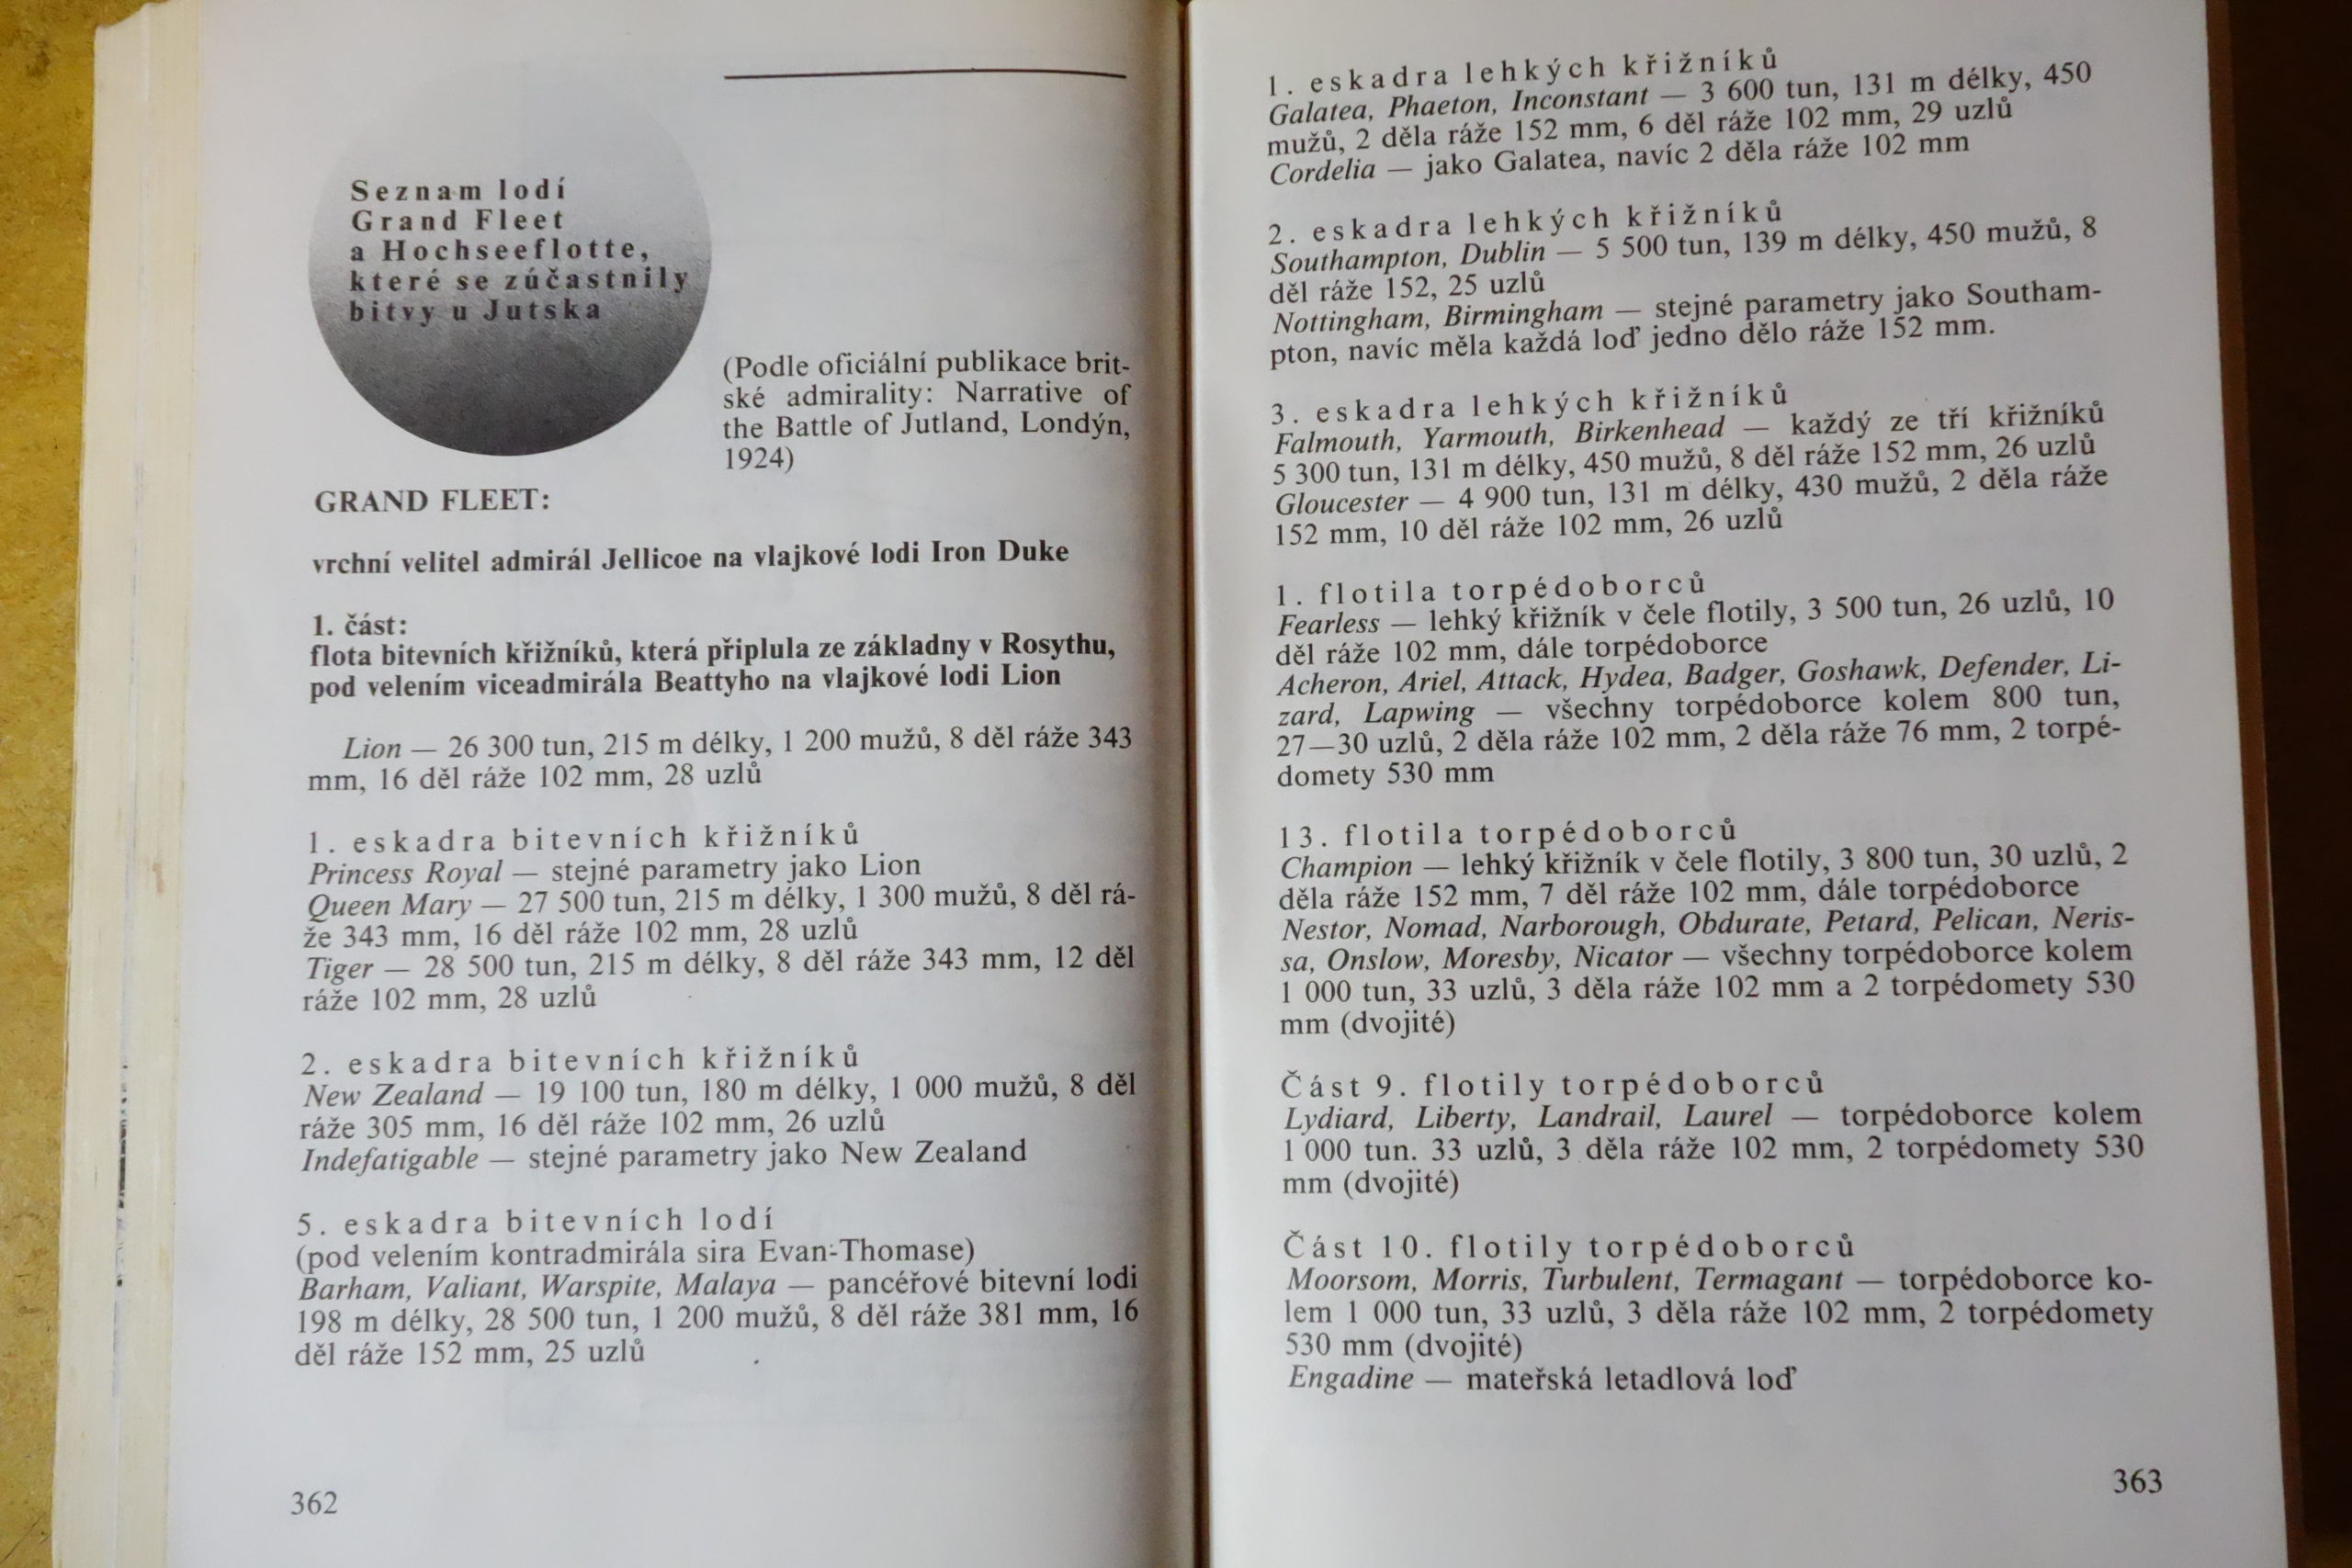 Seznam lodí
Grand Fleet
a Hochseeflotte,
které se zúčastnily
bitvy u Jutska
(Podle oficiální publikace brit-
ské admirality: Narrative of
the Battle of Jutland, Londýn,
1924)
GRAND FLEET:
vrchní velitel admirál Jellicoe na vlajkové lodi Iron Duke
1. část:
flota bitevních křižníků, která připlula ze základny v Rosythu,
pod velením viceadmirála Beattyho na vlajkové lodi Lion
Lion — 26 300 tun, 215 m délky, 1 200 mužů, 8 děl ráže 343
mm, 16 děl ráže 102 mm, 28 uzlů
1. eskadra bitevních křižníků
Princess Royal — stejné parametry jako Lion
Queen Mary — 27 500 tun, 215 m délky, 1 300 mužů, 8 děl rá-
že 343 mm, 16 děl ráže 102 mm, 28 uzlů
Tiger — 28 500 tun, 215 m délky, 8 děl ráže 343 mm, 12 děl
ráže 102 mm, 28 uzlů
2. eskadra bitevních křižníků
New Zealand — 19 100 tun, 180 m délky, 1 000 mužů, 8 děl
ráže 305 mm, 16 děl ráže 102 mm, 26 uzlů
Indefatigable — stejné parametry jako New Zealand
5. eskadra bitevních lodí
(pod velením kontradmirála sira Evan-Thomase)
Barham, Valiant, Warspite, Malaya — pancéřové bitevní lodi
198 m délky, 28 500 tun, 1 200 mužů, 8 děl ráže 381 mm, 16
děl ráže 152 mm, 25 uzlů
362
1. eskadra lehkých křižníků
Galatea, Phaeton, Inconstant — 3 600 tun, 131 m délky, 450
mužů, 2 děla ráže 152 mm, 6 děl ráže 102 mm, 29 uzlů
Cordelia — jako Galatea, navíc 2 děla ráže 102 mm
2. eskadra lehkých křižníků
Southampton, Dublin — 5 500 tun, 139 m délky, 450 mužů, 8
děl ráže 152, 25 uzlů
Nottingham, Birmingham — stejné parametry jako Southam-
pton, navíc měla každá loď jedno dělo ráže 152 mm.
3. eskadra lehkých křižníků
Falmouth, Yarmouth, Birkenhead — každý ze tří křižníků
5 300 tun, 131 m délky, 450 mužů, 8 děl ráže 152 mm, 26 uzlů
Gloucester — 4 900 tun, 131 m délky, 430 mužů, 2 děla ráže
152 mm, 10 děl ráže 102 mm, 26 uzlů
1. flotila torpédoborců
Fearless — lehký křižník v čele flotily, 3 500 tun, 26 uzlů, 10
děl ráže 102 mm, dále torpédoborce
Acheron, Ariel, Attack, Hydea, Badger, Goshawk, Defender, Li-
zard, Lapwing — všechny torpédoborce kolem 800 tun,
27—30 uzlů, 2 děla ráže 102 mm, 2 děla ráže 76 mm, 2 torpé-
domety 530 mm
13. flotila torpédoborců
Champion — lehký křižník v čele flotily, 3 800 tun, 30 uzlů, 2
děla ráže 152 mm, 7 děl ráže 102 mm, dále torpédoborce
Nestor, Nomad, Narborough, Obdurate, Petard, Pelican, Neris-
sa, Onslow, Moresby, Nicator — všechny torpédoborce kolem
1 000 tun, 33 uzlů, 3 děla ráže 102 mm a 2 torpédomety 530
mm (dvojité)
Část 9. flotily torpédoborců
Lydiard, Liberty, Landrail, Laurel — torpédoborce kolem
1 000 tun. 33 uzlů, 3 děla ráže 102 mm, 2 torpédomety 530
mm (dvojité)
Část 10. flotily torpédoborců
Moorsom, Morris, Turbulent, Termagant — torpédoborce ko-
lem 1 000 tun, 33 uzlů, 3 děla ráže 102 mm, 2 torpédomety
530 mm (dvojité)
Engadine — mateřská letadlová loď
363